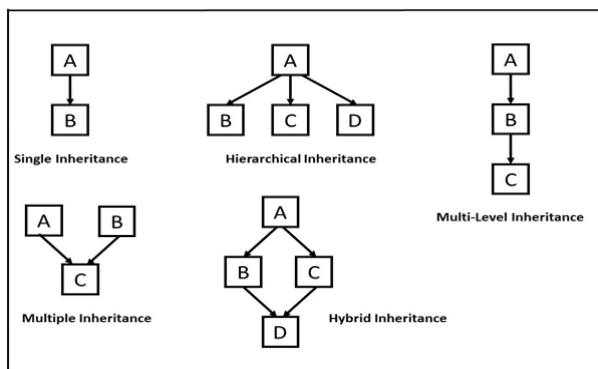 A
B
Single Inheritance
A
B C D
Hierarchical Inheritance
A
B
C
Multi-Level Inheritance
A B
C
Multiple Inheritance
A
B C
D
Hybrid Inheritance